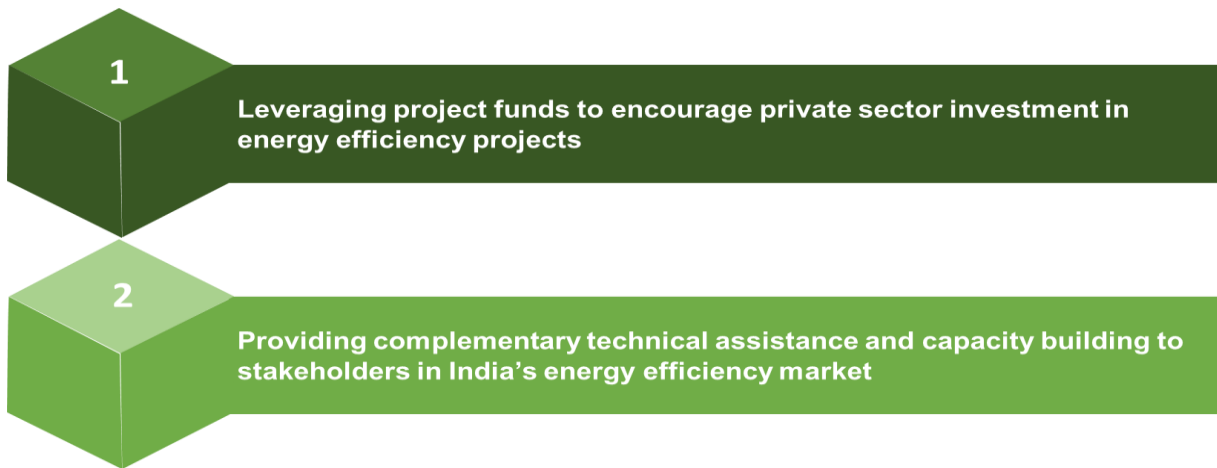 1
Leveraging project funds to encourage private sector investment in
energy efficiency projects
2
Providing complementary technical assistance and capacity building to
stakeholders in India’s energy efficiency market